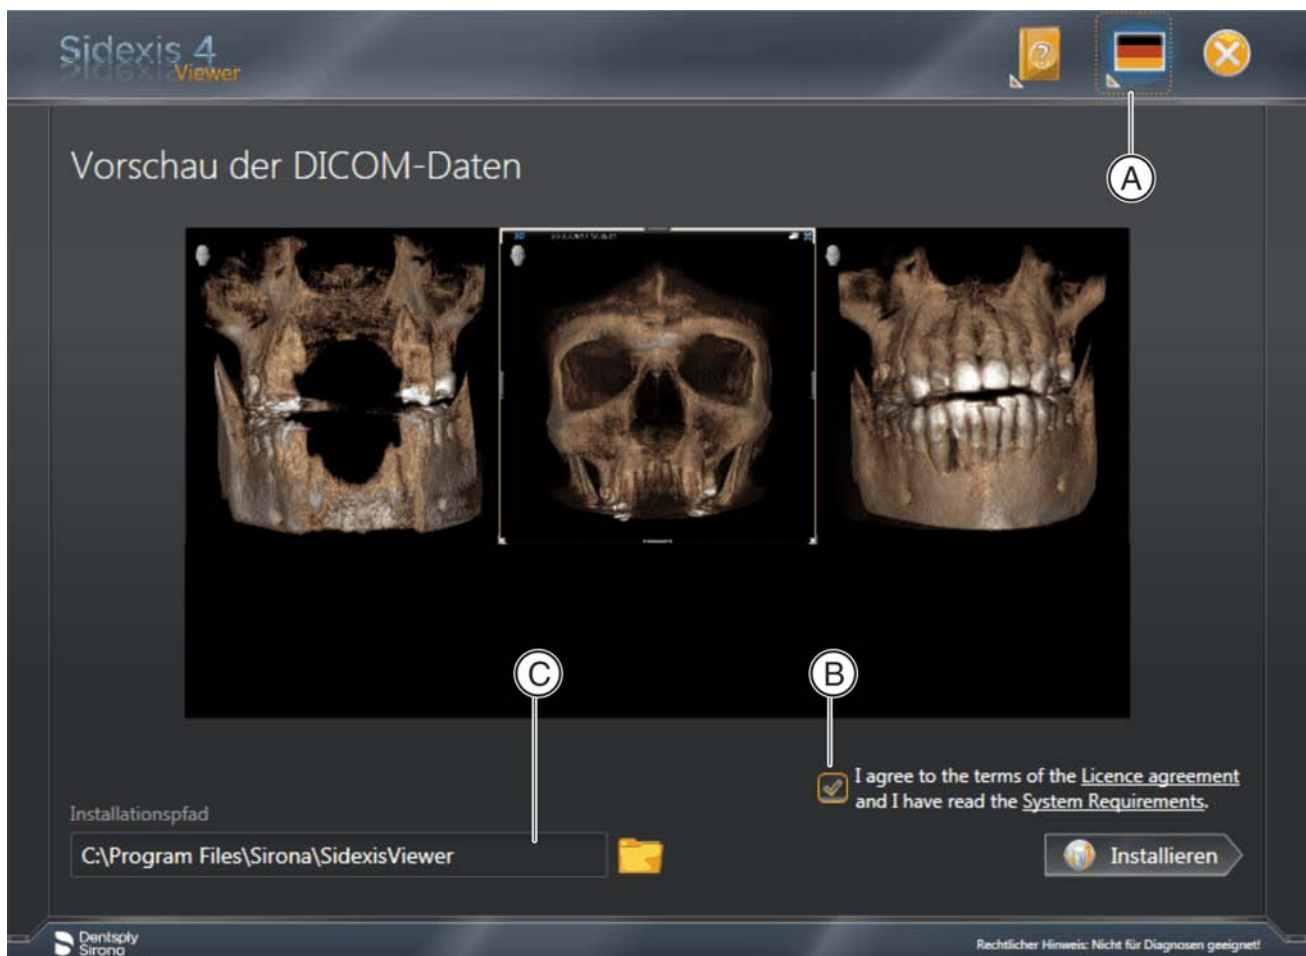 Sidexis 4
Viewer
?
A
Vorschau der DICOM-Daten
3D
C
B
I agree to the terms of the Licence agreement
and I have read the System Requirements.
Installationspfad
C:\Program Files\Sirona\SidexisViewer
Installieren
Dentsply
Sirona
Rechtlicher Hinweis: Nicht für Diagnosen geeignet!